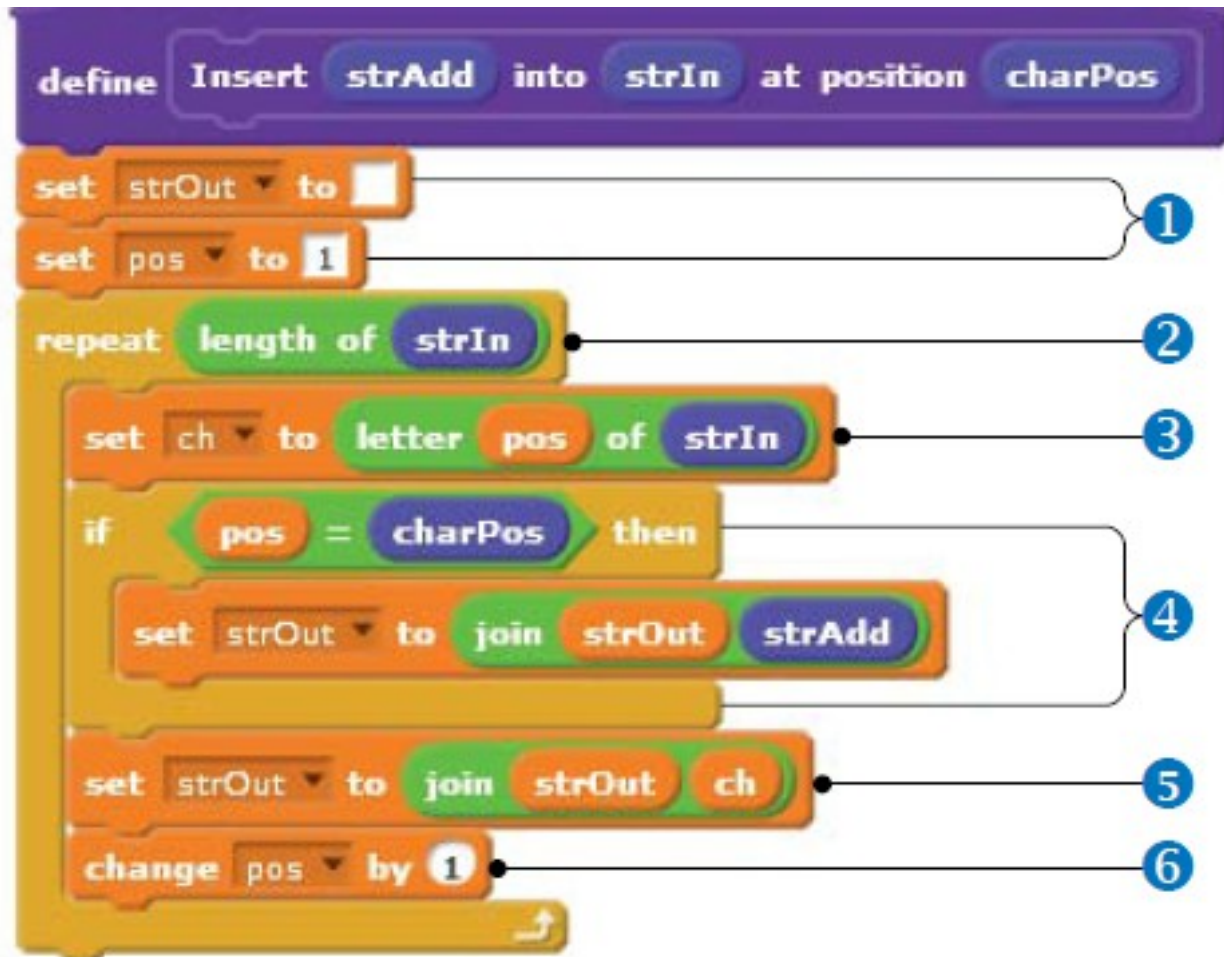 define Insert strAdd into strIn at position charPos
set strOut to
1
set pos to 1
repeat length of strIn
2
set ch to letter pos of strIn
3
if pos = charPos then
set strOut to join strOut strAdd
4
set strOut to join strOut ch
5
change pos by 1
6